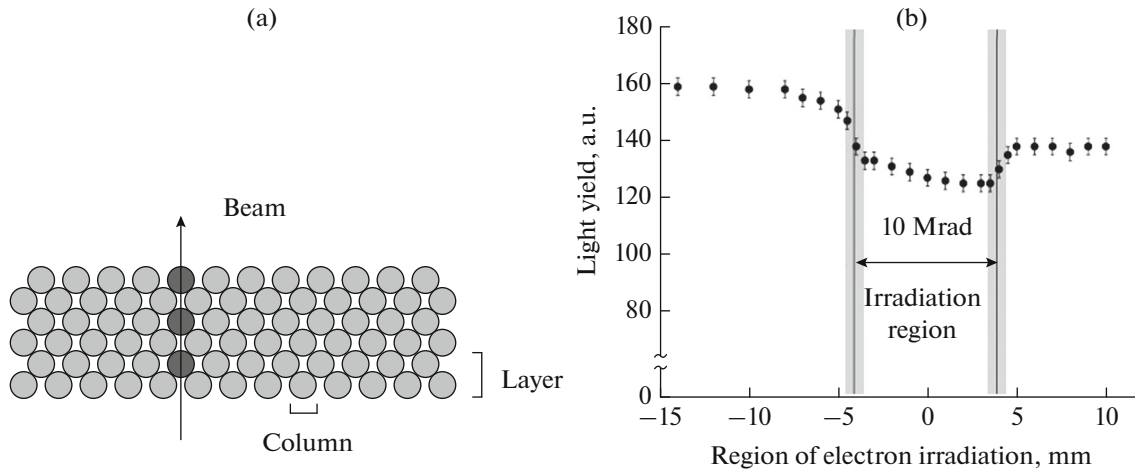 (a)
Beam
Layer
Column
(b)
180
160
140
120
100
80
60
0
Light yield, a.u.
10 Mrad
Irradiation
region
−15
−10
−5
0
5
10
Region of electron irradiation, mm